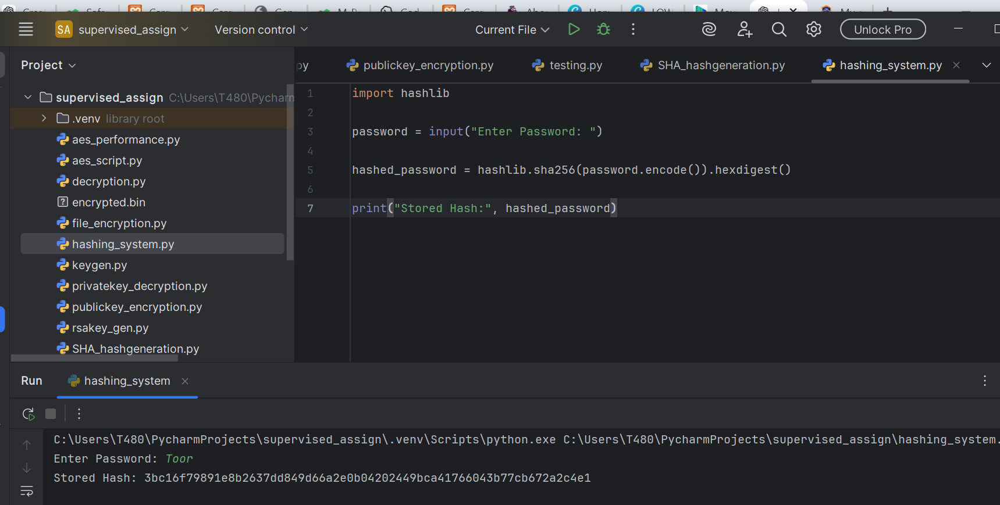 SA supervised_assign Version control Current File Unlock Pro
Project
supervised_assign C:\Users\T480\Pycharm
.venv library root
aes_performance.py
aes_script.py
decryption.py
encrypted.bin
file_encryption.py
hashing_system.py
keygen.py
privatekey_decryption.py
publickey_encryption.py
rsakey_gen.py
SHA_hashgeneration.py
py publickey_encryption.py testing.py SHA_hashgeneration.py hashing_system.py
1 import hashlib
2
3 password = input("Enter Password: ")
4
5 hashed_password = hashlib.sha256(password.encode()).hexdigest()
6
7 print("Stored Hash:", hashed_password)
Run hashing_system
C:\Users\T480\PycharmProjects\supervised_assign\.venv\Scripts\python.exe C:\Users\T480\PycharmProjects\supervised_assign\hashing_system.
Enter Password: Toor
Stored Hash: 3bc16f79891e8b2637dd849d66a2e0b04202449bca41766043b77cb672a2c4e1